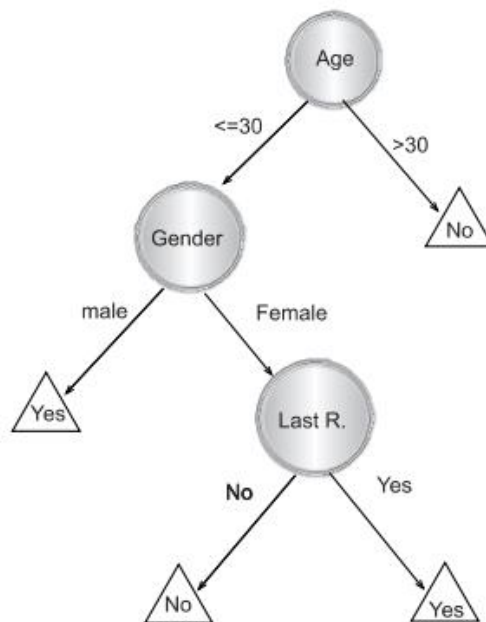 Age
<=30
>30
Gender
No
male
Female
Yes
Last R.
No
Yes
No
Yes